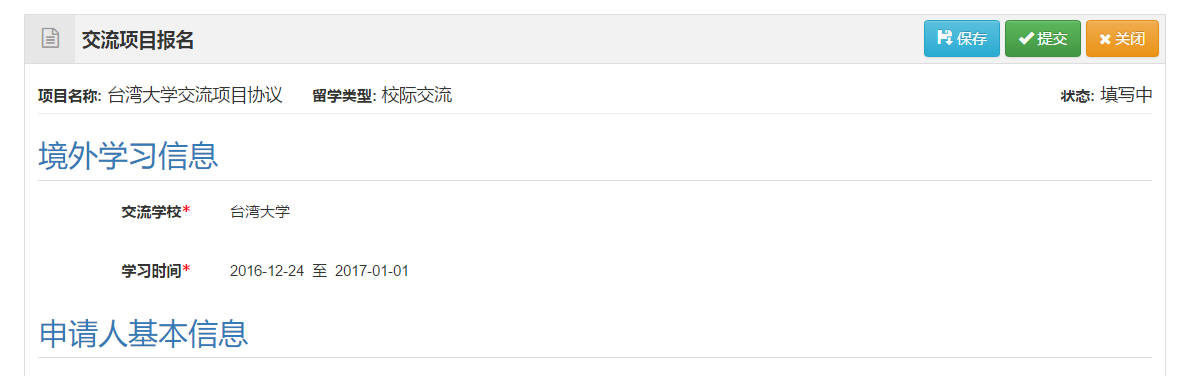 交流项目报名 保存 提交 关闭
项目名称: 台湾大学交流项目协议 留学类型: 校际交流 状态: 填写中
境外学习信息
交流学校* 台湾大学
学习时间* 2016-12-24 至 2017-01-01
申请人基本信息